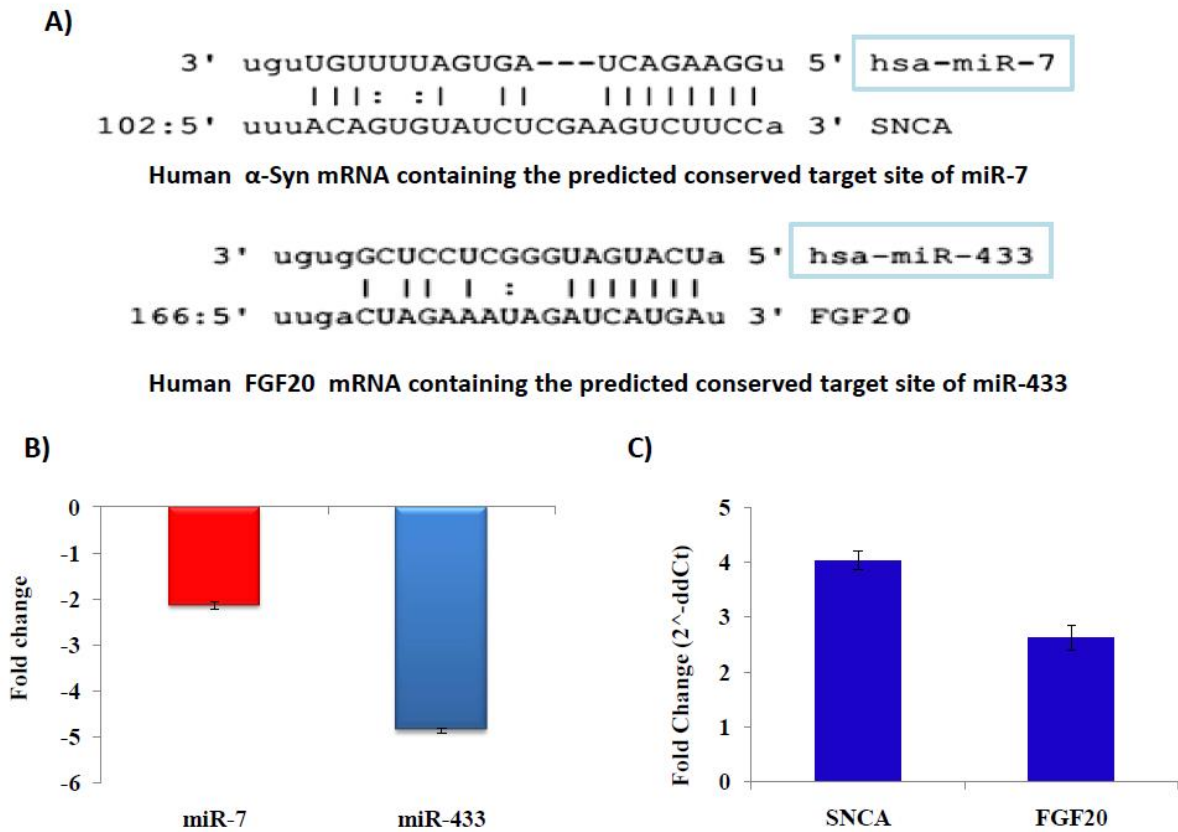 A)
3' uguUGUUUUAGUGA---UCAGAAGGu 5' hsa-miR-7
|||: :| || ||||||||
102:5' uuuACAGUGUAUCUCGAAGUCUUCCa 3' SNCA
Human α-Syn mRNA containing the predicted conserved target site of miR-7
3' ugugGCUCCUCGGGUAGUACUa 5' hsa-miR-433
| || | : |||||||
166:5' uugaCUAGAAAUAGAUCAUGAu 3' FGF20
Human FGF20 mRNA containing the predicted conserved target site of miR-433
B)
Fold change
0
-1
-2
-3
-4
-5
-6
miR-7 miR-433
C)
Fold Change (2^-ddCt)
5
4
3
2
1
0
SNCA FGF20